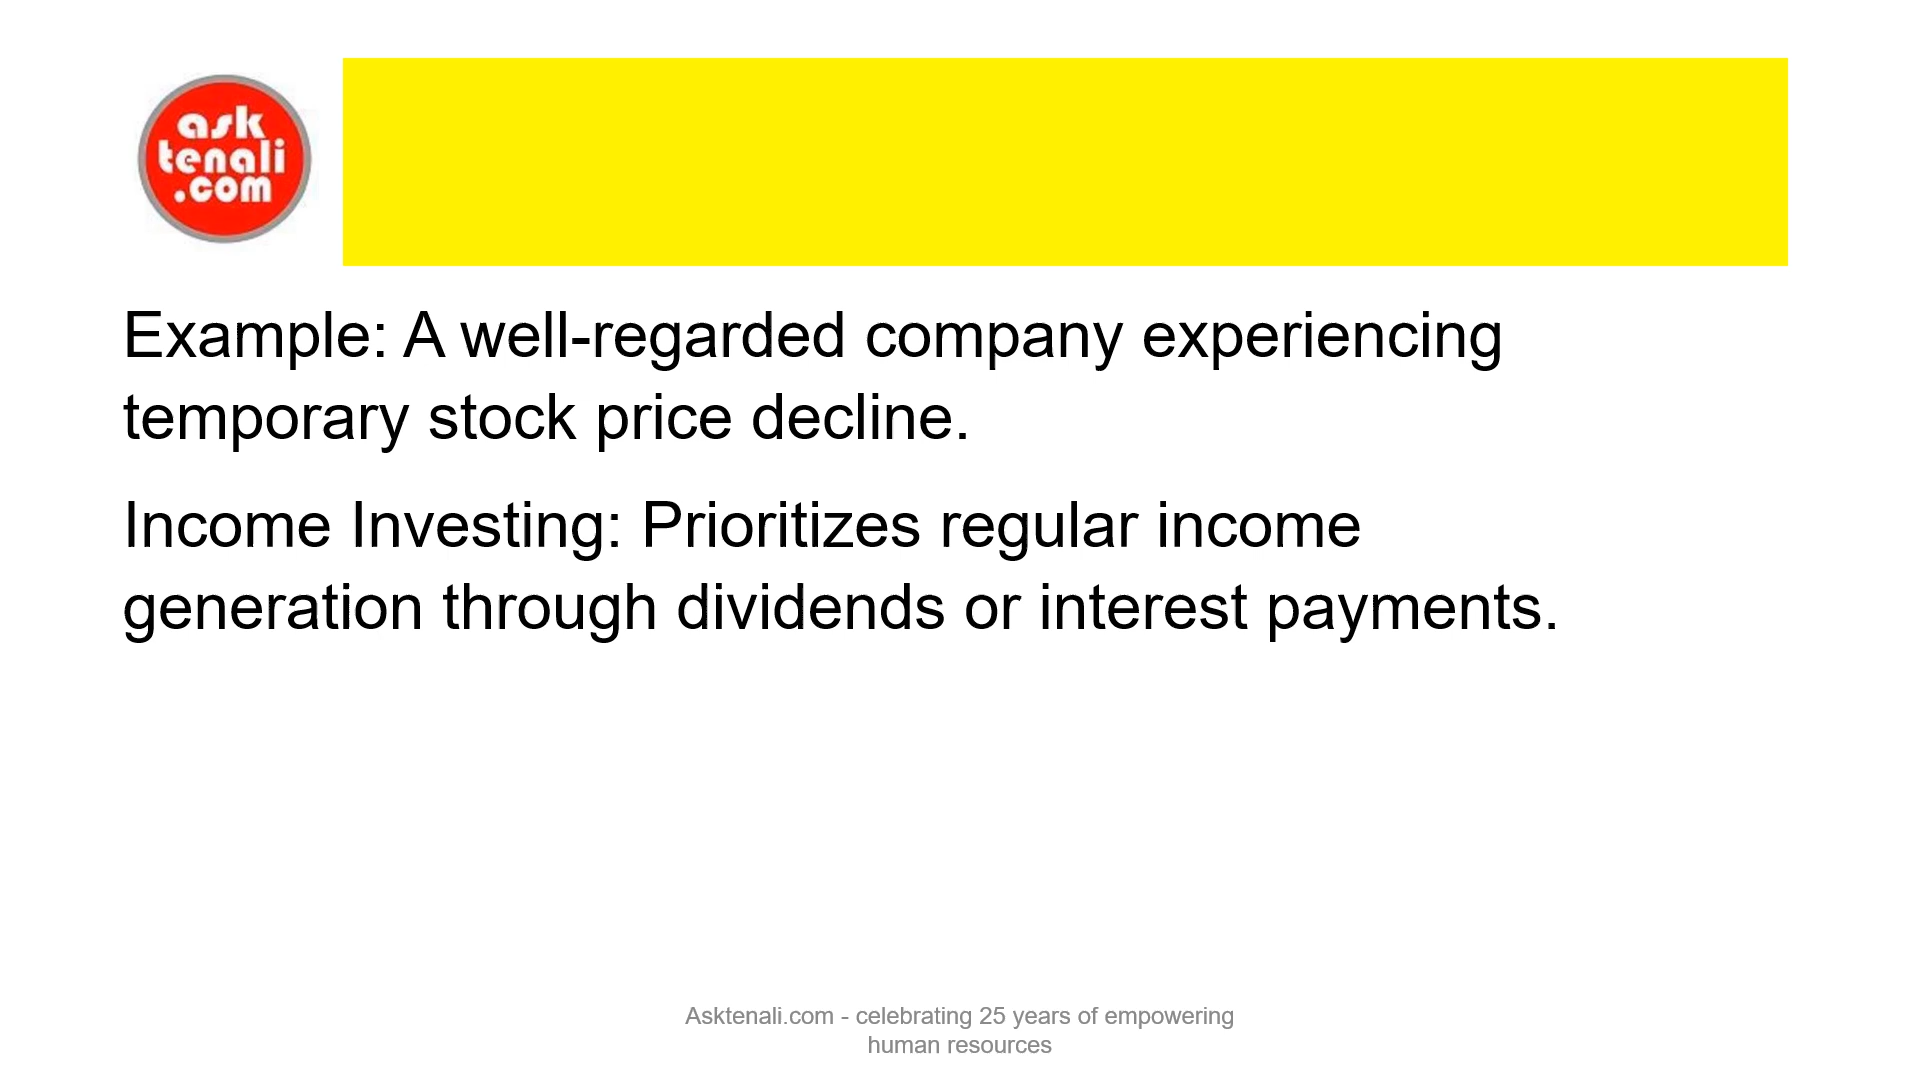 ask
tenali
.com
Example: A well-regarded company experiencing
temporary stock price decline.
Income Investing: Prioritizes regular income
generation through dividends or interest payments.
Asktenali.com - celebrating 25 years of empowering
human resources